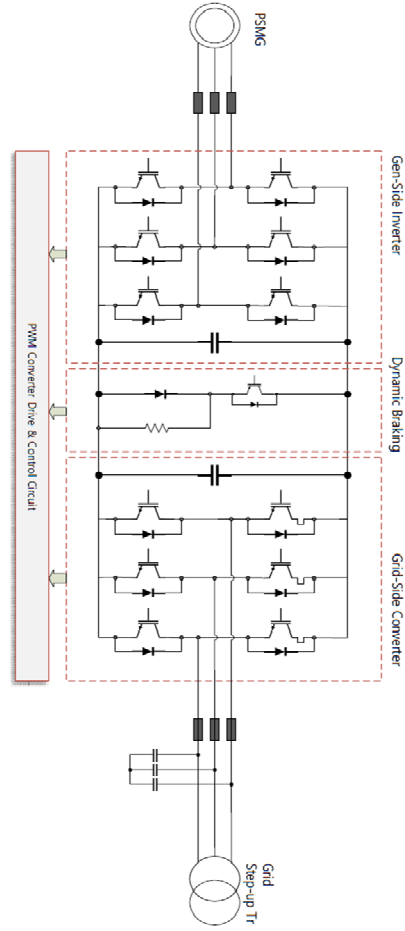 PSMG
Gen-Side Inverter
Dynamic Braking
Grid-Side Converter
PWM Converter Drive & Control Circuit
Grid
Step-up Tr